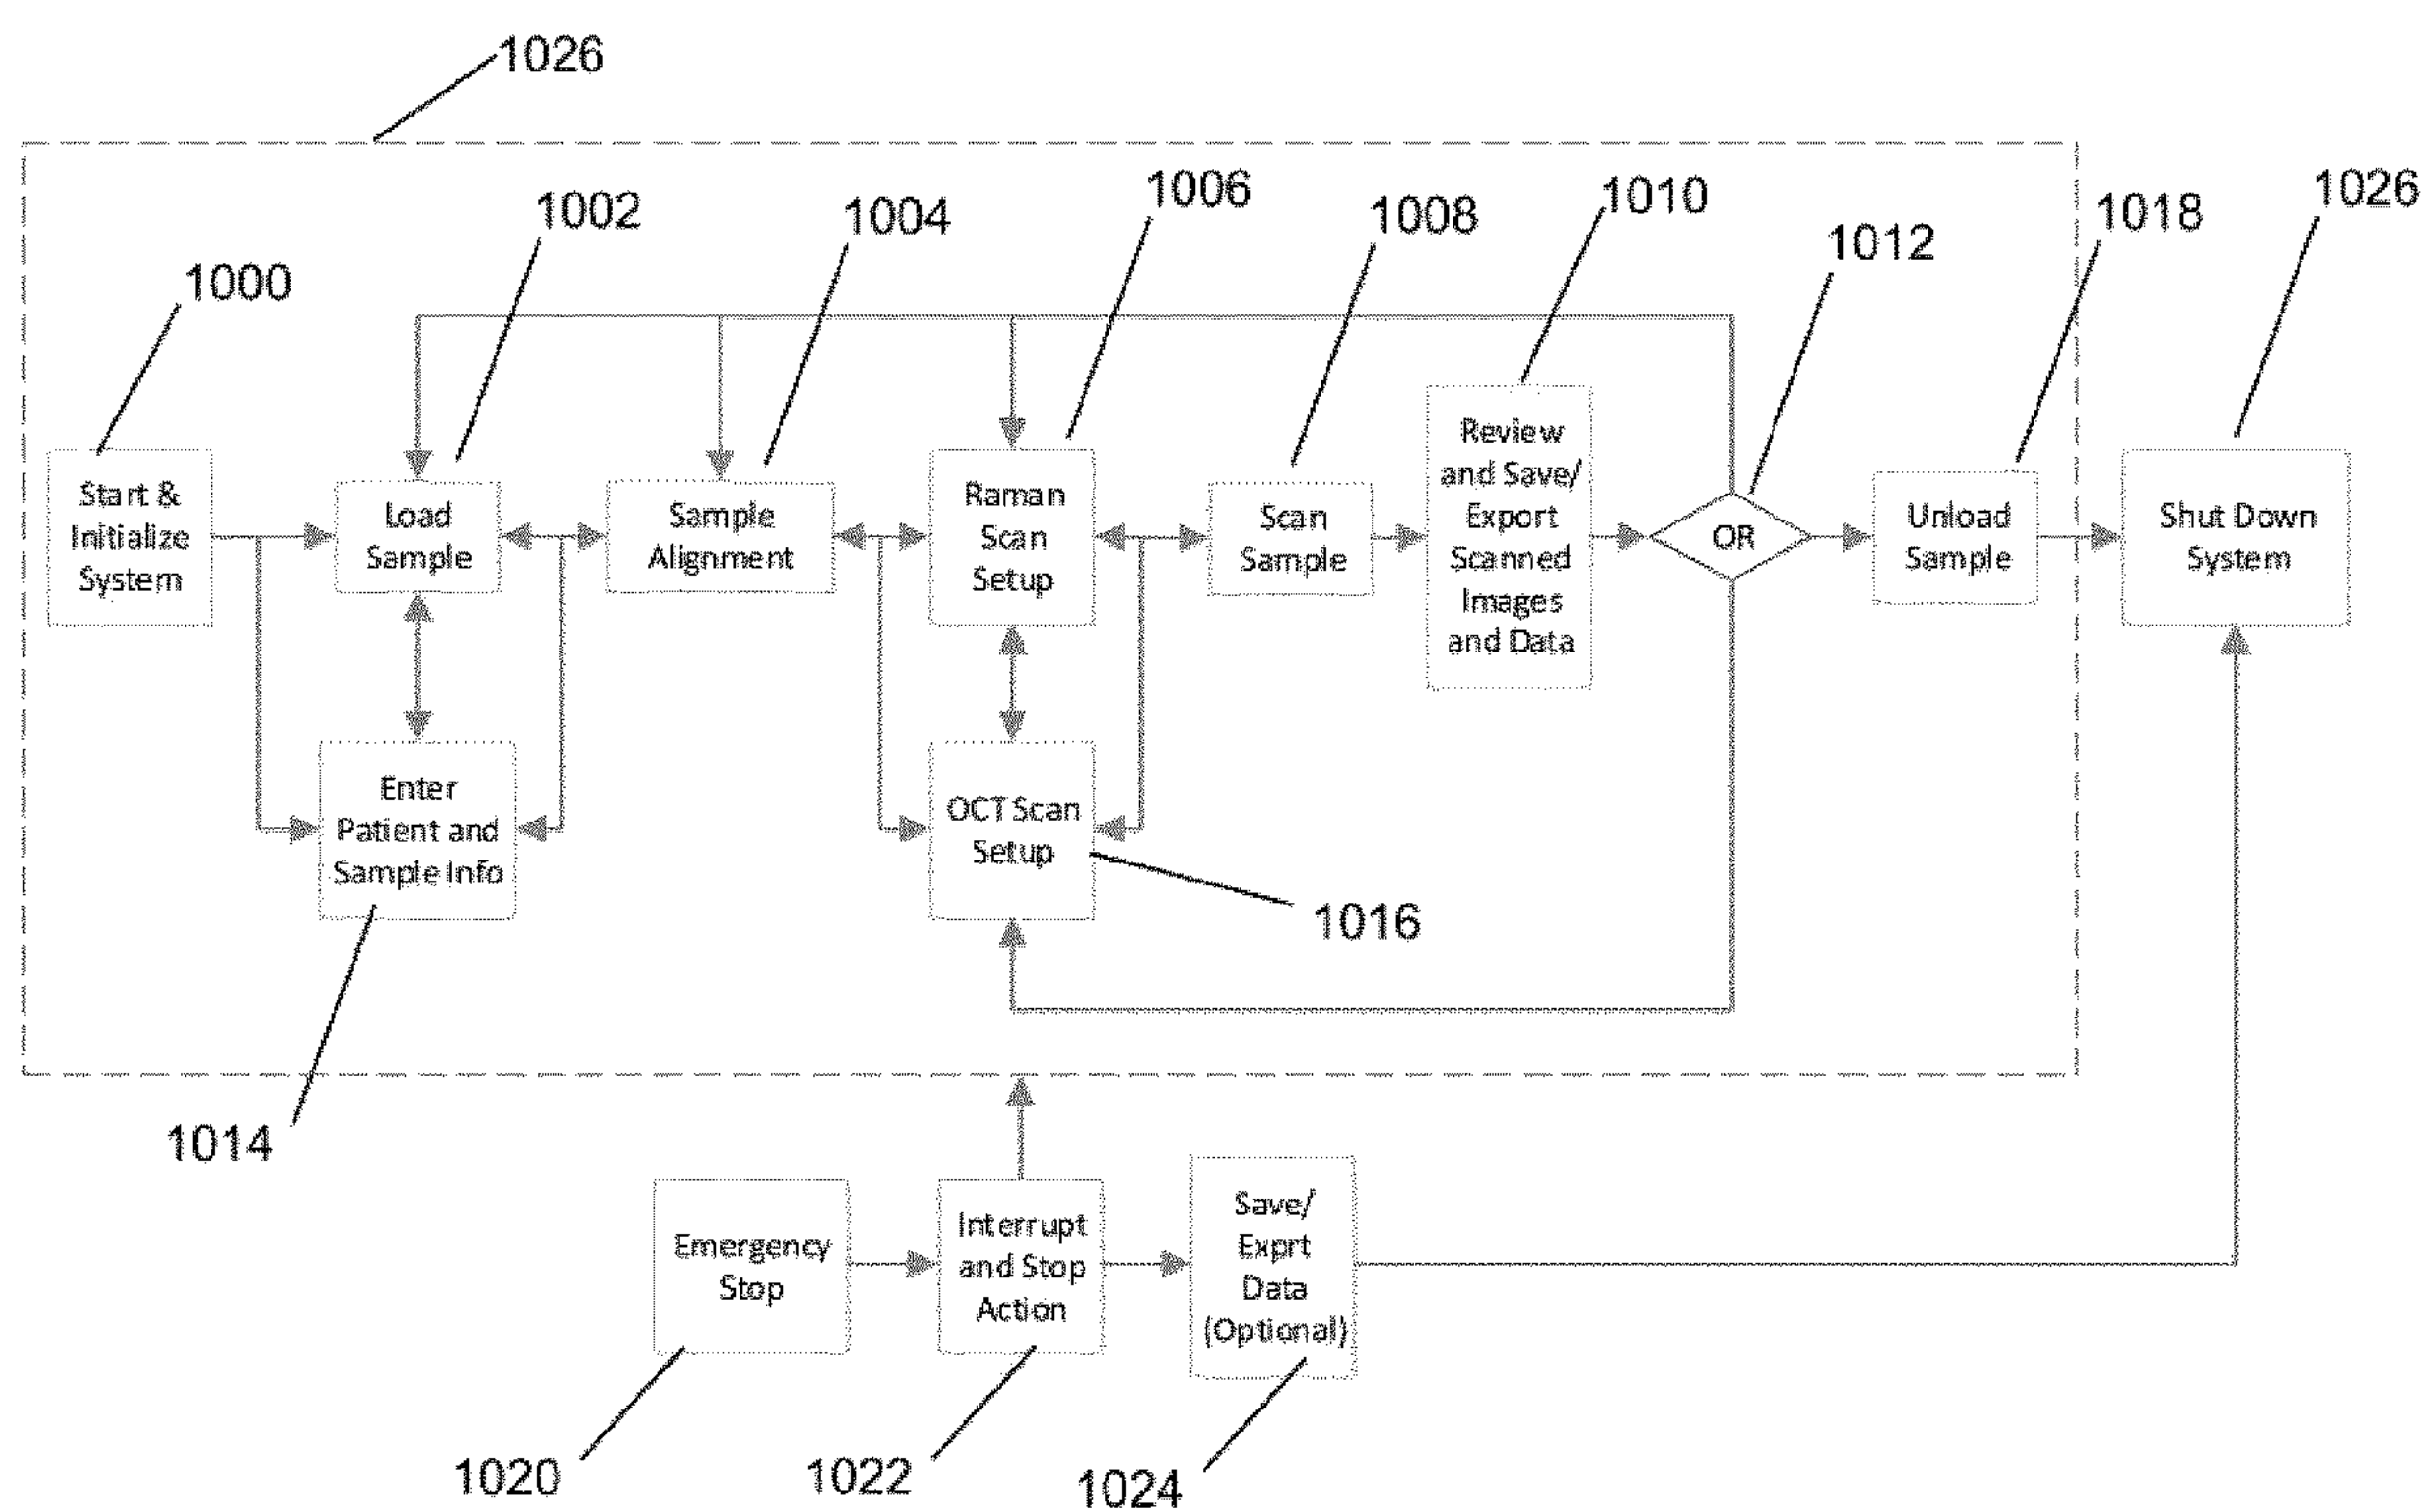 1026
1002
1004
1006
1008
1010
1012
1018
1026
1000
Start &
Initialize
System
Load
Sample
Sample
Alignment
Raman
Scan
Setup
Scan
Sample
Review
and Save/
Export
Scanned
Images
and Data
OR
Unload
Sample
Shut Down
System
Enter
Patient and
Sample Info
OCT Scan
Setup
1016
1014
Emergency
Stop
Interrupt
and Stop
Action
Save/
Exprt
Data
(Optional)
1020
1022
1024